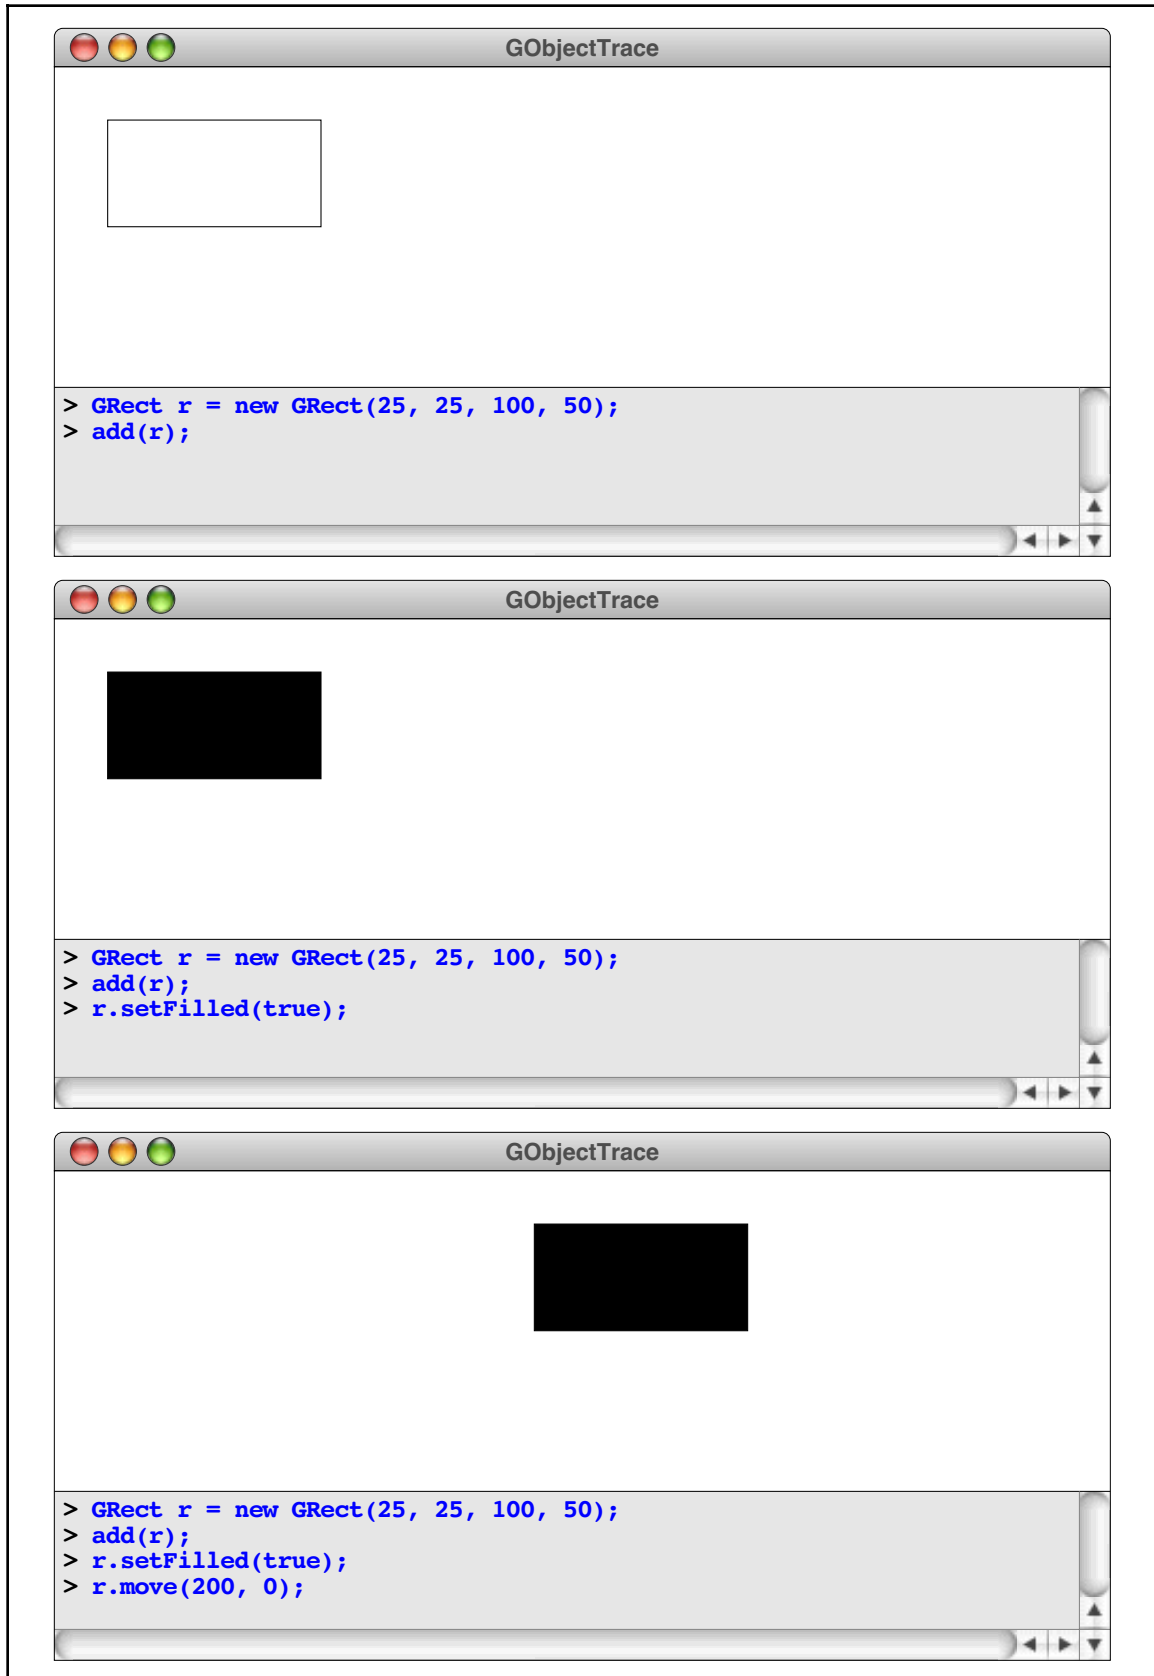 GObjectTrace
> GRect r = new GRect(25, 25, 100, 50);
> add(r);
GObjectTrace
> GRect r = new GRect(25, 25, 100, 50);
> add(r);
> r.setFilled(true);
GObjectTrace
> GRect r = new GRect(25, 25, 100, 50);
> add(r);
> r.setFilled(true);
> r.move(200, 0);